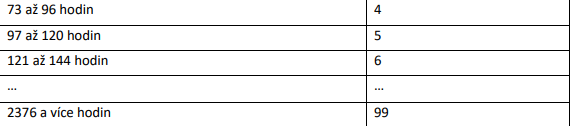 73 až 96 hodin 4
97 až 120 hodin 5
121 až 144 hodin 6
… …
2376 a více hodin 99